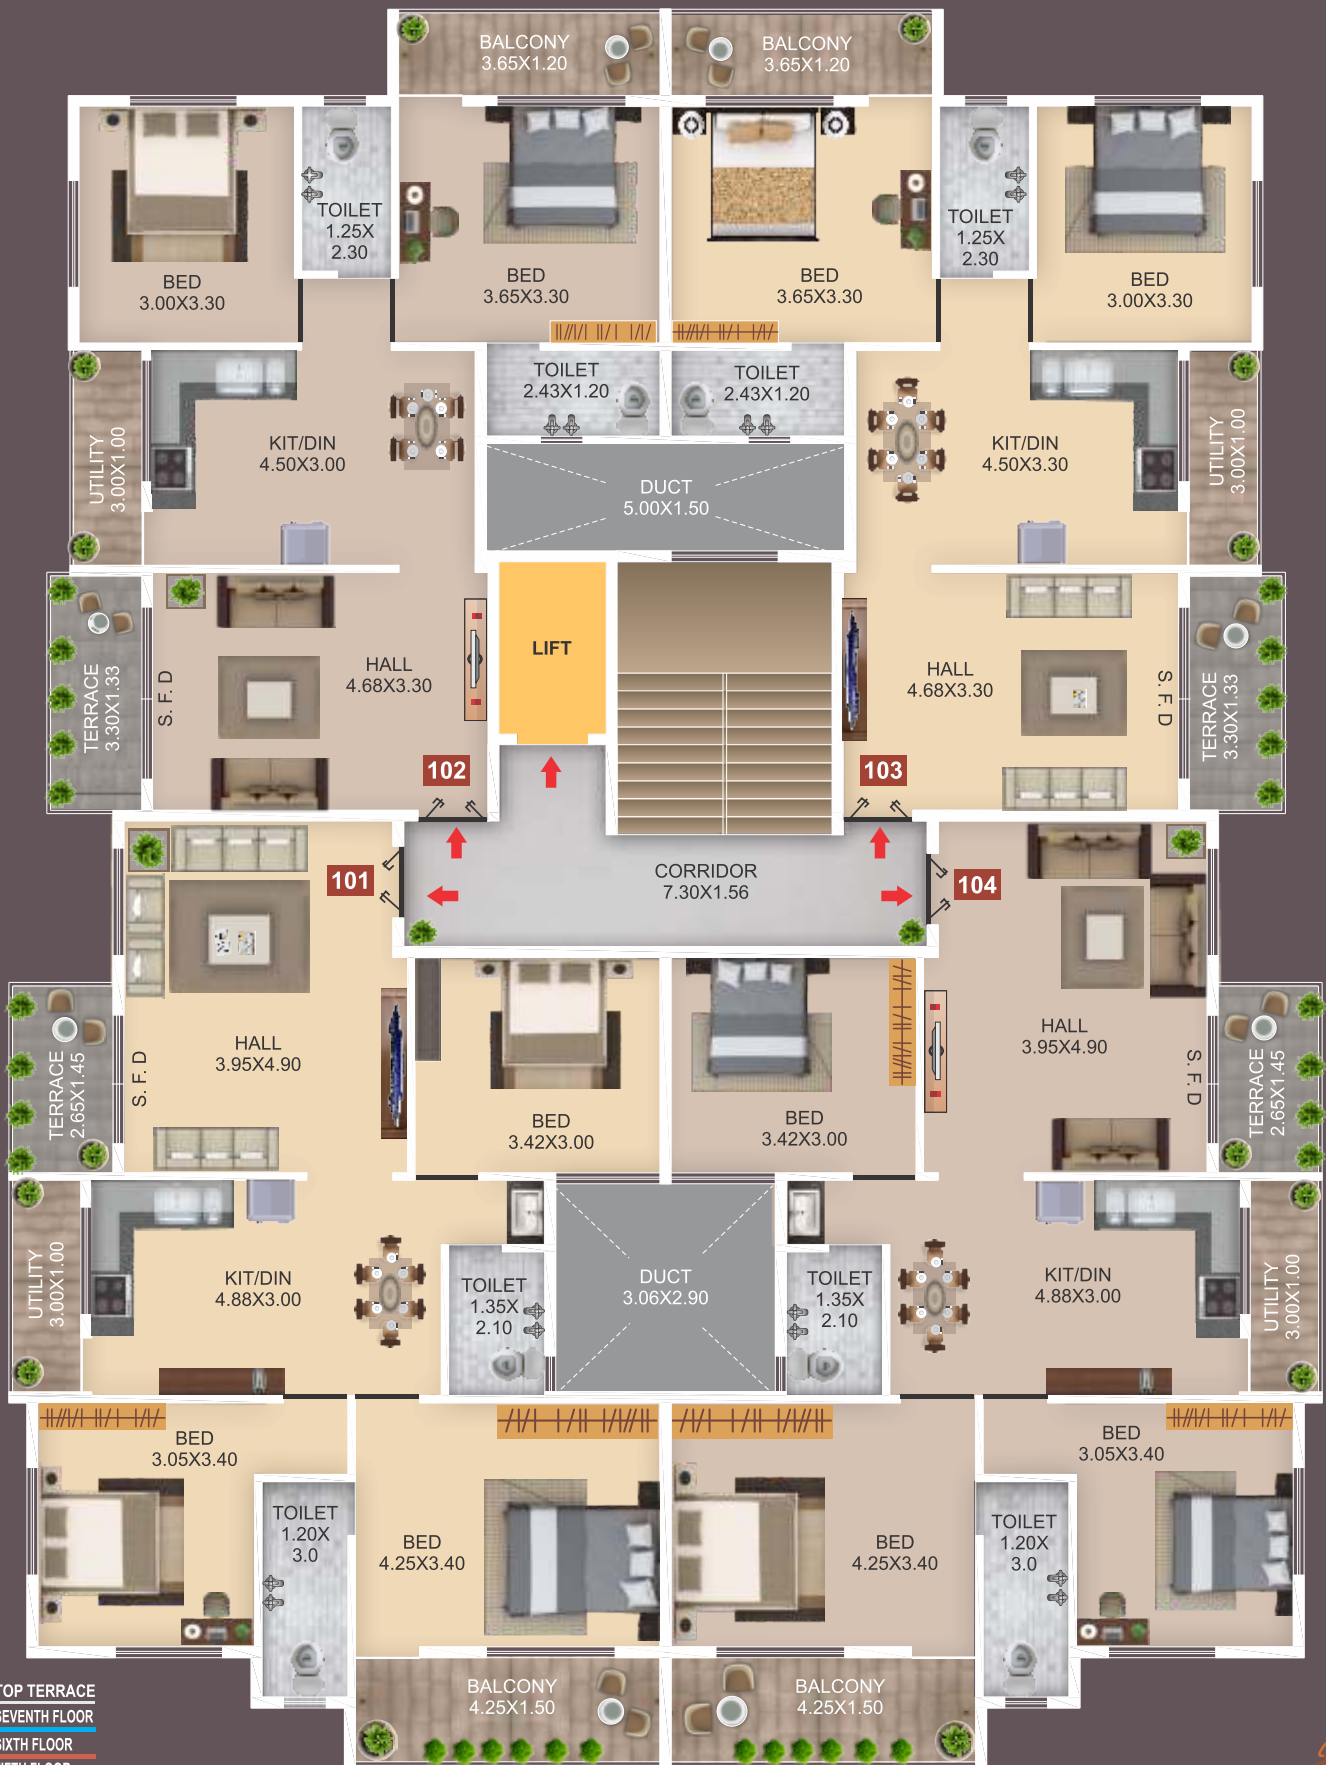 BALCONY
3.65X1.20
BALCONY
3.65X1.20
TOILET
1.25X
2.30
TOILET
1.25X
2.30
BED
3.00X3.30
BED
3.65X3.30
BED
3.65X3.30
BED
3.00X3.30
TOILET
2.43X1.20
TOILET
2.43X1.20
UTILITY
3.00X1.00
KIT/DIN
4.50X3.00
DUCT
5.00X1.50
KIT/DIN
4.50X3.30
UTILITY
3.00X1.00
TERRACE
3.30X1.33
S. F. D
HALL
4.68X3.30
LIFT
HALL
4.68X3.30
S. F. D
TERRACE
3.30X1.33
102
103
101
CORRIDOR
7.30X1.56
104
TERRACE
2.65X1.45
S. F. D
HALL
3.95X4.90
HALL
3.95X4.90
S. F. D
TERRACE
2.65X1.45
BED
3.42X3.00
BED
3.42X3.00
UTILITY
3.00X1.00
KIT/DIN
4.88X3.00
TOILET
1.35X
2.10
DUCT
3.06X2.90
TOILET
1.35X
2.10
KIT/DIN
4.88X3.00
UTILITY
3.00X1.00
BED
3.05X3.40
BED
3.05X3.40
TOILET
1.20X
3.0
BED
4.25X3.40
BED
4.25X3.40
TOILET
1.20X
3.0
BALCONY
4.25X1.50
BALCONY
4.25X1.50
TOP TERRACE
SEVENTH FLOOR
SIXTH FLOOR